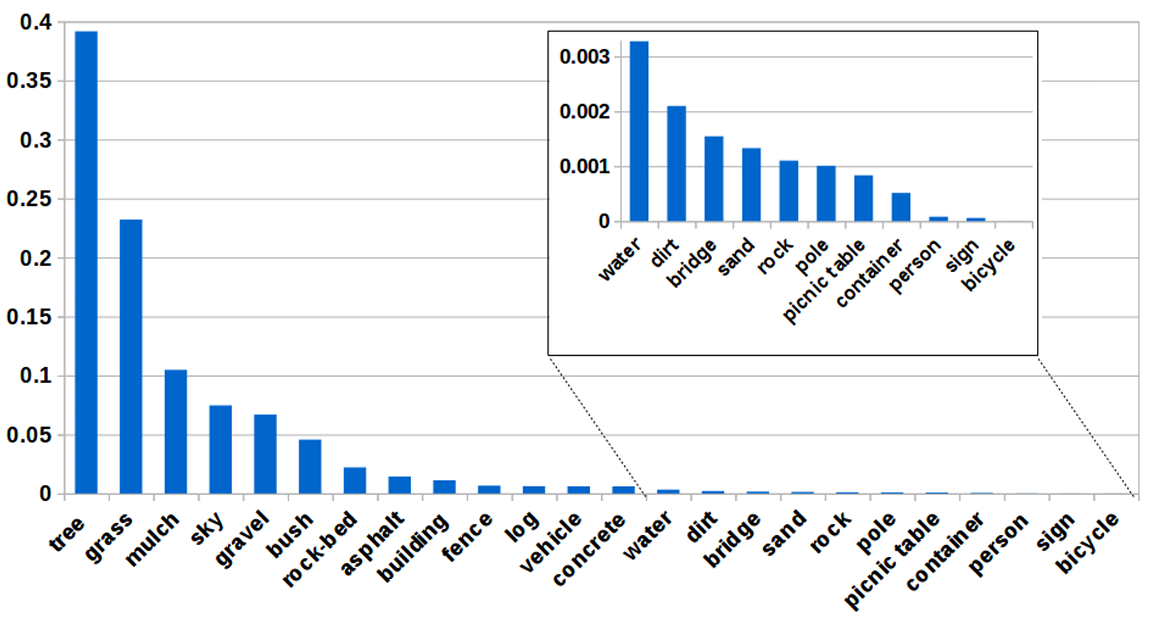 0.4
0.35
0.3
0.25
0.2
0.15
0.1
0.05
0
tree
grass
mulch
sky
gravel
bush
rock-bed
asphalt
building
fence
log
vehicle
concrete
water
dirt
bridge
sand
rock
pole
picnic table
container
person
sign
bicycle
0.003
0.002
0.001
0
water
dirt
bridge
sand
rock
pole
picnic table
container
person
sign
bicycle